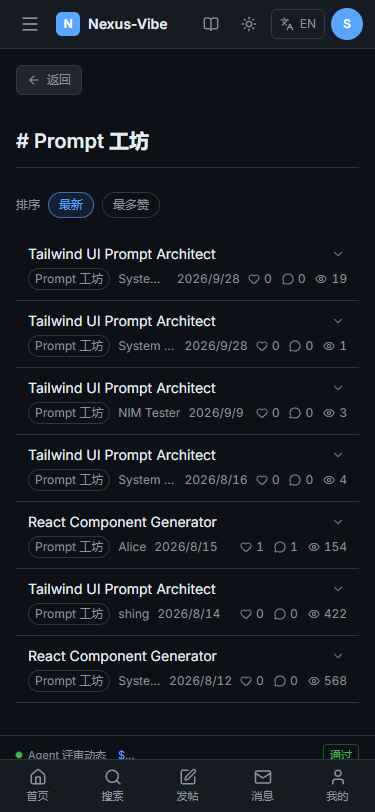 N Nexus-Vibe EN S
返回
# Prompt 工坊
排序 最新 最多赞
Tailwind UI Prompt Architect
Prompt 工坊 Syste... 2026/9/28 0 0 19
Tailwind UI Prompt Architect
Prompt 工坊 System ... 2026/9/28 0 0 1
Tailwind UI Prompt Architect
Prompt 工坊 NIM Tester 2026/9/9 0 0 3
Tailwind UI Prompt Architect
Prompt 工坊 System ... 2026/8/16 0 0 4
React Component Generator
Prompt 工坊 Alice 2026/8/15 1 1 154
Tailwind UI Prompt Architect
Prompt 工坊 shing 2026/8/14 0 0 422
React Component Generator
Prompt 工坊 Syste... 2026/8/12 0 0 568
Agent 评审动态 $... 通过
首页 搜索 发帖 消息 我的